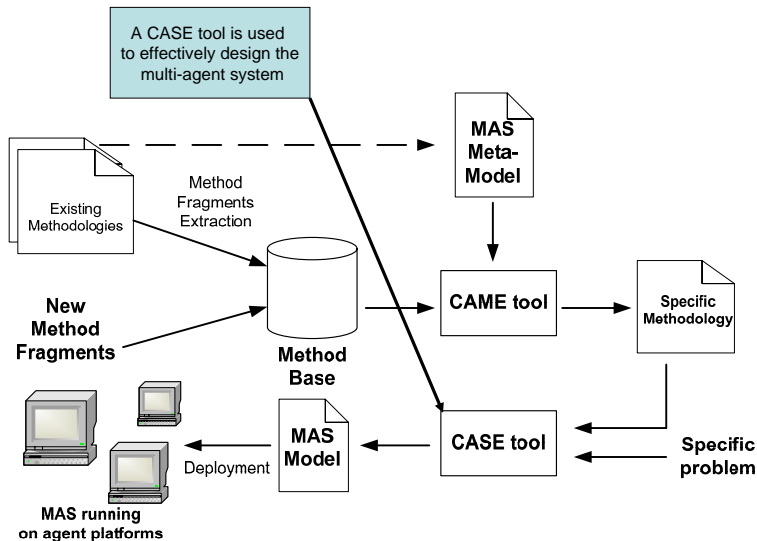 A CASE tool is used
to effectively design the
multi-agent system
MAS
Meta-
Model
Existing
Methodologies
Method
Fragments
Extraction
New
Method
Fragments
Method
Base
CAME tool
Specific
Methodology
MAS running
on agent platforms
Deployment
MAS
Model
CASE tool
Specific
problem